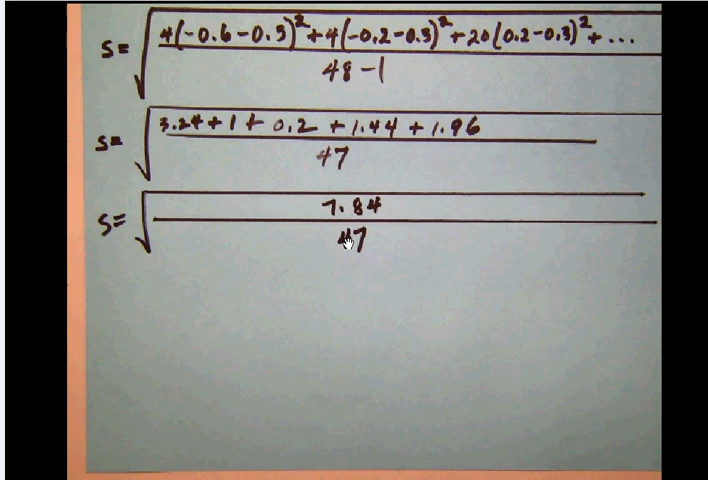 S= √ 4(-0.6-0.3)²+4(-0.2-0.3)²+20(0.2-0.3)²+...
48-1
S= √ 3.24+1+0.2+1.44+1.96
47
S= √ 7.84
47